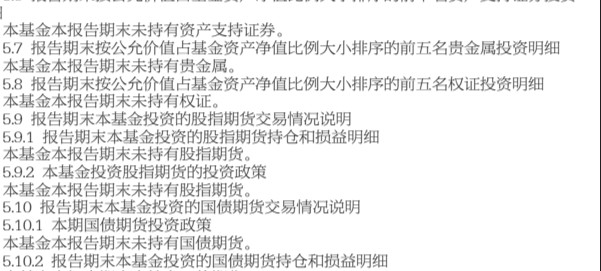 本基金本报告期末未持有资产支持证券。
5.7 报告期末按公允价值占基金资产净值比例大小排序的前五名贵金属投资明细
本基金本报告期末未持有贵金属。
5.8 报告期末按公允价值占基金资产净值比例大小排序的前五名权证投资明细
本基金本报告期末未持有权证。
5.9 报告期末本基金投资的股指期货交易情况说明
5.9.1 报告期末本基金投资的股指期货持仓和损益明细
本基金本报告期末未持有股指期货。
5.9.2 本基金投资股指期货的投资政策
本基金本报告期末未持有股指期货。
5.10 报告期末本基金投资的国债期货交易情况说明
5.10.1 本期国债期货投资政策
本基金本报告期末未持有国债期货。
5.10.2 报告期末本基金投资的国债期货持仓和损益明细